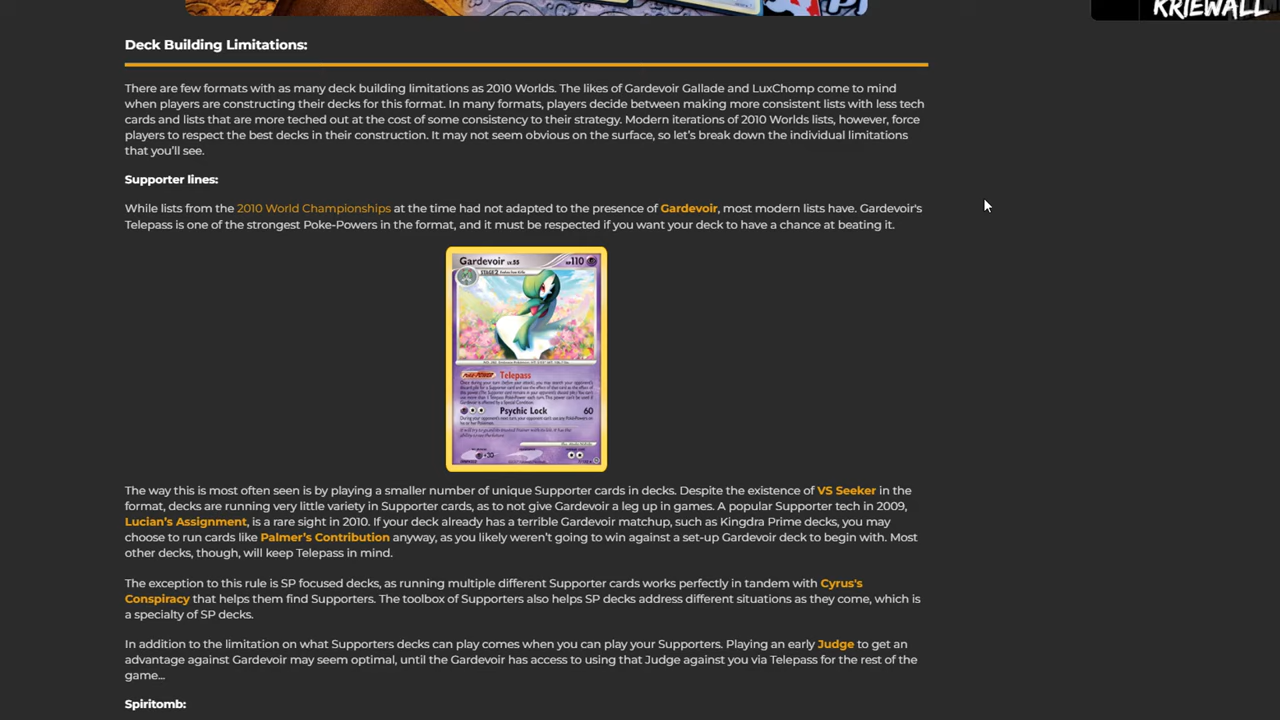 KRIEWALL
Deck Building Limitations:
There are few formats with as many deck building limitations as 2010 Worlds. The likes of Gardevoir Gallade and LuxChomp come to mind
when players are constructing their decks for this format. In many formats, players decide between making more consistent lists with less tech
cards and lists that are more teched out at the cost of some consistency to their strategy. Modern iterations of 2010 Worlds lists, however, force
players to respect the best decks in their construction. It may not seem obvious on the surface, so let's break down the individual limitations
that you'll see.
Supporter lines:
While lists from the 2010 World Championships at the time had not adapted to the presence of Gardevoir, most modern lists have. Gardevoir's
Telepass is one of the strongest Poke-Powers in the format, and it must be respected if you want your deck to have a chance at beating it.
Gardevoir LV.55 HP110
STAGE2
POKé-POWER Telepass
Psychic Lock 60
The way this is most often seen is by playing a smaller number of unique Supporter cards in decks. Despite the existence of VS Seeker in the
format, decks are running very little variety in Supporter cards, as to not give Gardevoir a leg up in games. A popular Supporter tech in 2009,
Lucian's Assignment, is a rare sight in 2010. If your deck already has a terrible Gardevoir matchup, such as Kingdra Prime decks, you may
choose to run cards like Palmer's Contribution anyway, as you likely weren't going to win against a set-up Gardevoir deck to begin with. Most
other decks, though, will keep Telepass in mind.
The exception to this rule is SP focused decks, as running multiple different Supporter cards works perfectly in tandem with Cyrus's
Conspiracy that helps them find Supporters. The toolbox of Supporters also helps SP decks address different situations as they come, which is
a specialty of SP decks.
In addition to the limitation on what Supporters decks can play comes when you can play your Supporters. Playing an early Judge to get an
advantage against Gardevoir may seem optimal, until the Gardevoir has access to using that Judge against you via Telepass for the rest of the
game...
Spiritomb: